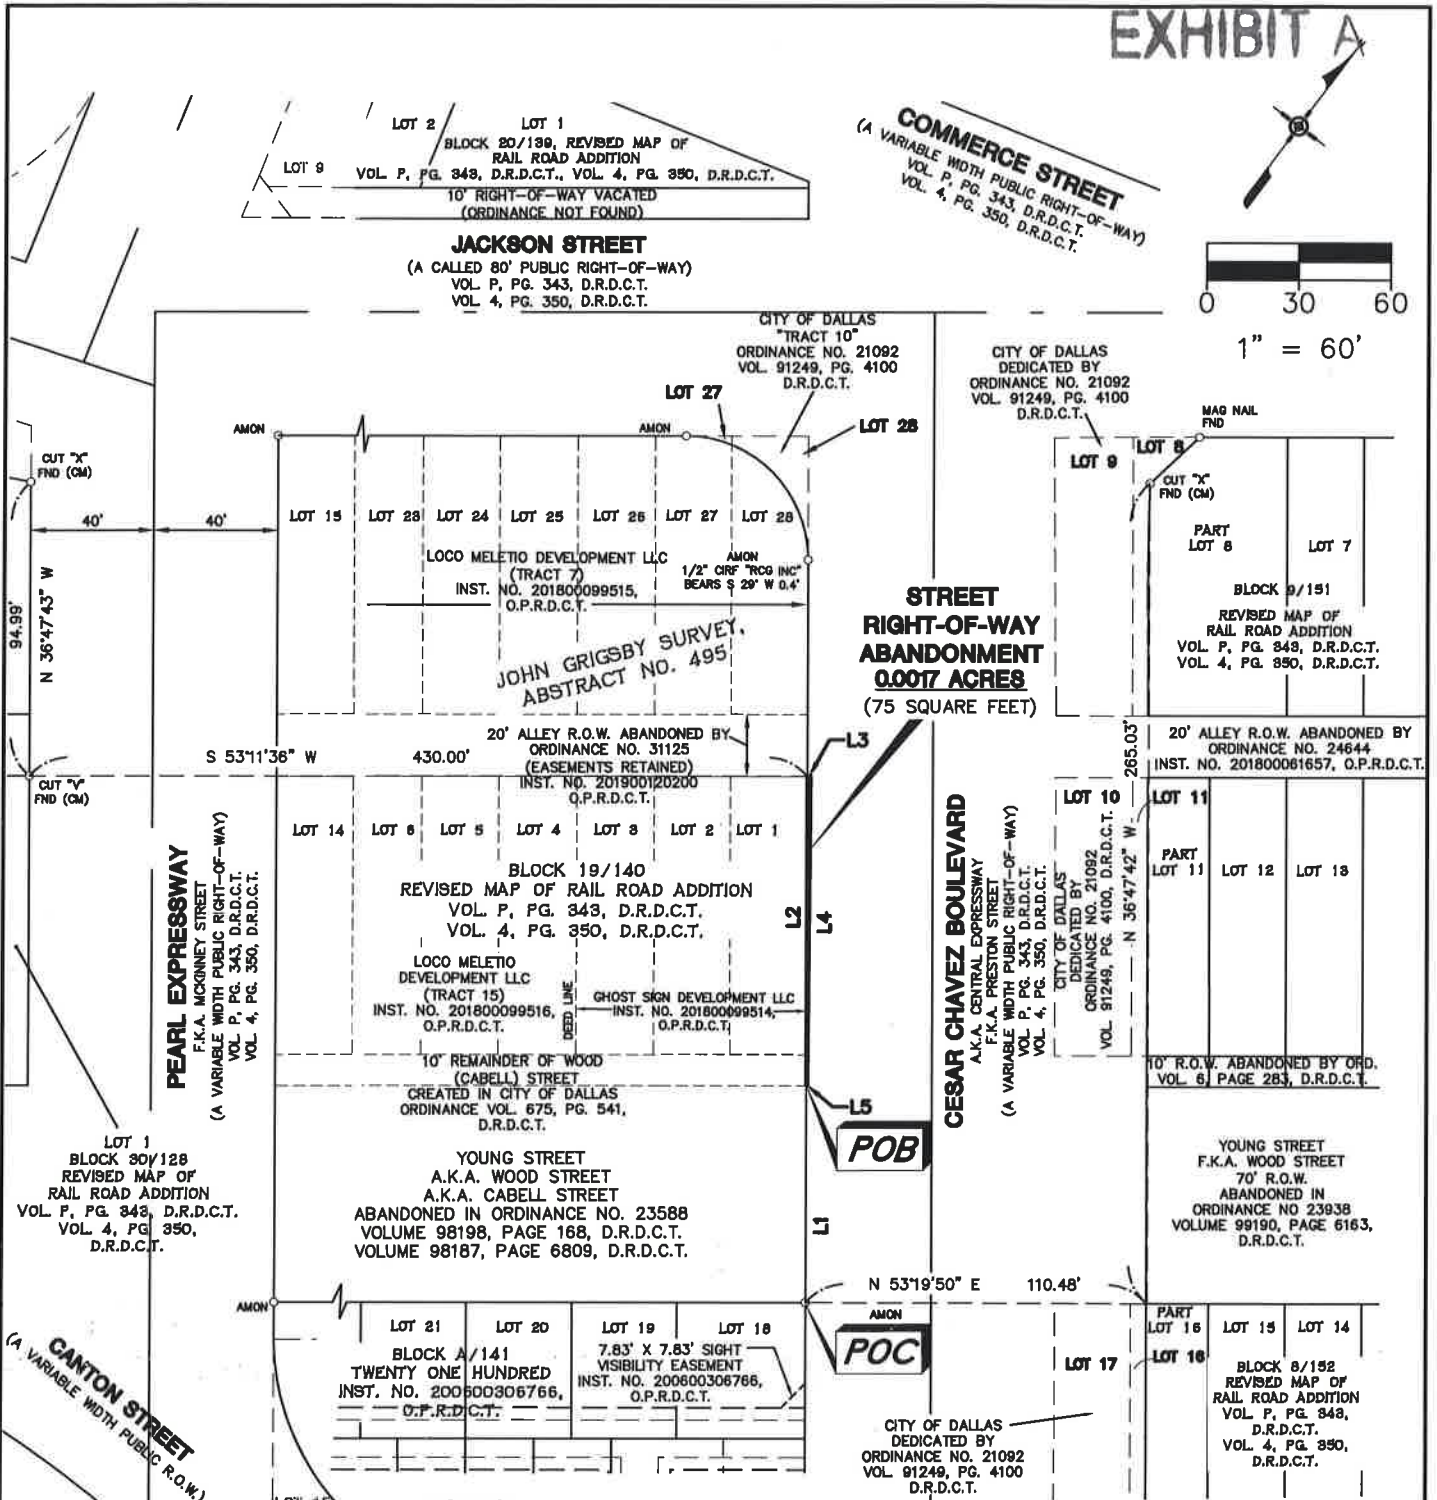 EXHIBIT A
LOT 2
LOT 1
BLOCK 20/139, REVISED MAP OF
RAIL ROAD ADDITION
VOL. P, PG. 343, D.R.D.C.T., VOL. 4, PG. 350, D.R.D.C.T.
LOT 9
10' RIGHT-OF-WAY VACATED
(ORDINANCE NOT FOUND)
COMMERCE STREET
(A VARIABLE WIDTH PUBLIC RIGHT-OF-WAY)
VOL. P, PG. 343, D.R.D.C.T.
VOL. 4, PG. 350, D.R.D.C.T.
JACKSON STREET
(A CALLED 80' PUBLIC RIGHT-OF-WAY)
VOL. P, PG. 343, D.R.D.C.T.
VOL 4, PG. 350, D.R.D.C.T.
0 30 60
1" = 60'
CITY OF DALLAS
"TRACT 10"
ORDINANCE NO. 21092
VOL. 91249, PG. 4100
D.R.D.C.T.
CITY OF DALLAS
DEDICATED BY
ORDINANCE NO. 21092
VOL. 91249, PG. 4100
D.R.D.C.T.
LOT 27
LOT 28
AMON
AMON
MAG NAIL
FND
CUT "X"
FND (CM)
LOT 9
LOT 8
CUT "X"
FND (CM)
40'
40'
LOT 15
LOT 23
LOT 24
LOT 25
LOT 26
LOT 27
LOT 28
PART
LOT 8
LOT 7
LOCO MELETIO DEVELOPMENT LLC
(TRACT 7)
INST. NO. 201800099515,
O.P.R.D.C.T.
AMON
1/2" CIRF "RCG INC"
BEARS S 29° W 0.4'
94.99'
N 36°47'43" W
BLOCK 9/151
REVISED MAP OF
RAIL ROAD ADDITION
VOL. P, PG. 343, D.R.D.C.T.
VOL. 4, PG. 350, D.R.D.C.T.
STREET
RIGHT-OF-WAY
ABANDONMENT
0.0017 ACRES
(75 SQUARE FEET)
JOHN GRIGSBY SURVEY,
ABSTRACT NO. 495
20' ALLEY R.O.W. ABANDONED BY
ORDINANCE NO. 31125
(EASEMENTS RETAINED)
INST. NO. 201900120200
O.P.R.D.C.T.
L3
S 53°11'36" W
430.00'
265.03'
N 36°47'42" W
20' ALLEY R.O.W. ABANDONED BY
ORDINANCE NO. 24644
INST. NO. 201800061657, O.P.R.D.C.T.
CUT "V"
FND (CM)
LOT 10
LOT 11
LOT 14
LOT 6
LOT 5
LOT 4
LOT 3
LOT 2
LOT 1
PART
LOT 11
LOT 12
LOT 13
BLOCK 19/140
REVISED MAP OF RAIL ROAD ADDITION
VOL. P, PG. 343, D.R.D.C.T.
VOL. 4, PG. 350, D.R.D.C.T.
PEARL EXPRESSWAY
F.K.A. MCKINNEY STREET
(A VARIABLE WIDTH PUBLIC RIGHT-OF-WAY)
VOL. P, PG. 343, D.R.D.C.T.
VOL. 4, PG. 350, D.R.D.C.T.
L2
L4
CESAR CHAVEZ BOULEVARD
A.K.A. CENTRAL EXPRESSWAY
F.K.A. PRESTON STREET
(A VARIABLE WIDTH PUBLIC RIGHT-OF-WAY)
VOL. P, PG. 343, D.R.D.C.T.
VOL. 4, PG. 350, D.R.D.C.T.
CITY OF DALLAS
DEDICATED BY
ORDINANCE NO. 21092
VOL. 91249, PG. 4100, D.R.D.C.T.
LOCO MELETIO
DEVELOPMENT LLC
(TRACT 15)
INST. NO. 201800099516,
O.P.R.D.C.T.
DEED LINE
GHOST SIGN DEVELOPMENT LLC
INST. NO. 201800099514,
O.P.R.D.C.T.
10' REMAINDER OF WOOD
(CABELL) STREET
CREATED IN CITY OF DALLAS
ORDINANCE VOL. 675, PG. 541,
D.R.D.C.T.
10' R.O.W. ABANDONED BY ORD.
VOL. 6, PAGE 283, D.R.D.C.T.
L5
POB
LOT 1
BLOCK 30/128
REVISED MAP OF
RAIL ROAD ADDITION
VOL. P, PG. 343, D.R.D.C.T.
VOL. 4, PG. 350,
D.R.D.C.T.
YOUNG STREET
A.K.A. WOOD STREET
A.K.A. CABELL STREET
ABANDONED IN ORDINANCE NO. 23588
VOLUME 98198, PAGE 168, D.R.D.C.T.
VOLUME 98187, PAGE 6809, D.R.D.C.T.
L1
YOUNG STREET
F.K.A. WOOD STREET
70' R.O.W.
ABANDONED IN
ORDINANCE NO 23938
VOLUME 99190, PAGE 6163,
D.R.D.C.T.
N 53°19'50" E
110.48'
AMON
AMON
POC
CANTON STREET
(A VARIABLE WIDTH PUBLIC R.O.W.)
LOT 21
LOT 20
LOT 19
LOT 18
BLOCK A/141
TWENTY ONE HUNDRED
INST. NO. 200600306766,
O.P.R.D.C.T.
7.83' X 7.83' SIGHT
VISIBILITY EASEMENT
INST. NO. 200600306766,
O.P.R.D.C.T.
LOT 17
PART
LOT 16
LOT 16
LOT 15
LOT 14
BLOCK 8/152
REVISED MAP OF
RAIL ROAD ADDITION
VOL. P, PG. 343,
D.R.D.C.T.
VOL. 4, PG. 350,
D.R.D.C.T.
CITY OF DALLAS
DEDICATED BY
ORDINANCE NO. 21092
VOL. 91249, PG. 4100
D.R.D.C.T.